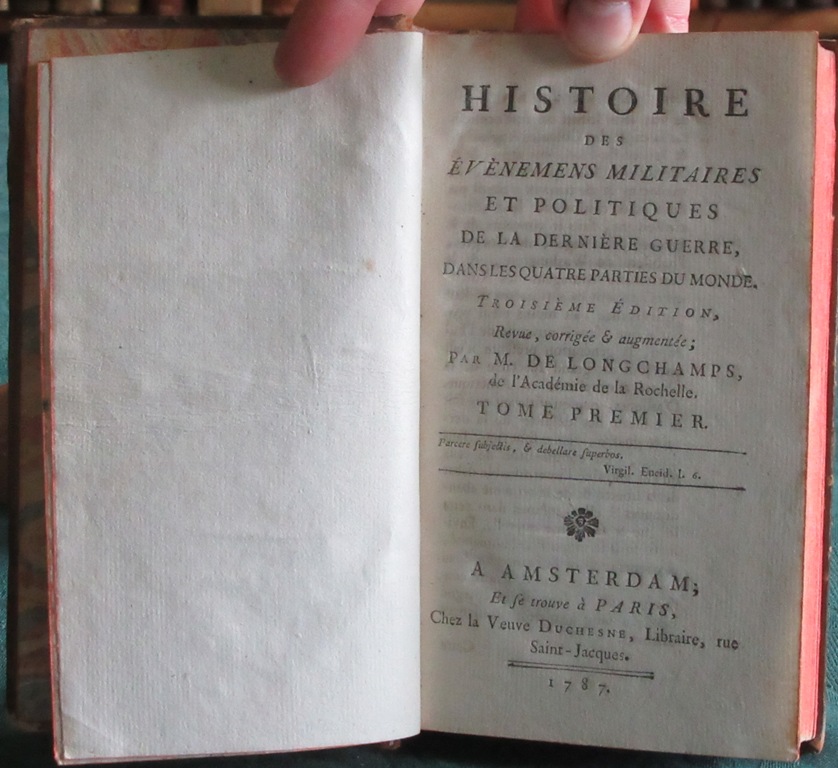 HISTOIRE
DES
ÉVÈNEMENS MILITAIRES
ET POLITIQUES
DE LA DERNIÈRE GUERRE,
DANS LES QUATRE PARTIES DU MONDE.
TROISIÈME ÉDITION,
Revue, corrigée & augmentée;
PAR M. DE LONGCHAMPS,
de l'Académie de la Rochelle.
TOME PREMIER.
Parcere subjectis, & debellare superbos.
Virgil. Eneid. l. 6.
A AMSTERDAM;
Et se trouve à PARIS,
Chez la Veuve DUCHESNE, Libraire, rue
Saint-Jacques.
1787.